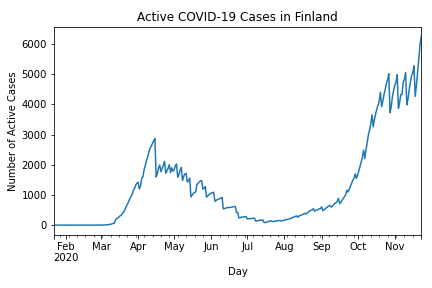 Active COVID-19 Cases in Finland
Number of Active Cases
6000
5000
4000
3000
2000
1000
0
Feb Mar Apr May Jun Jul Aug Sep Oct Nov
2020
Day